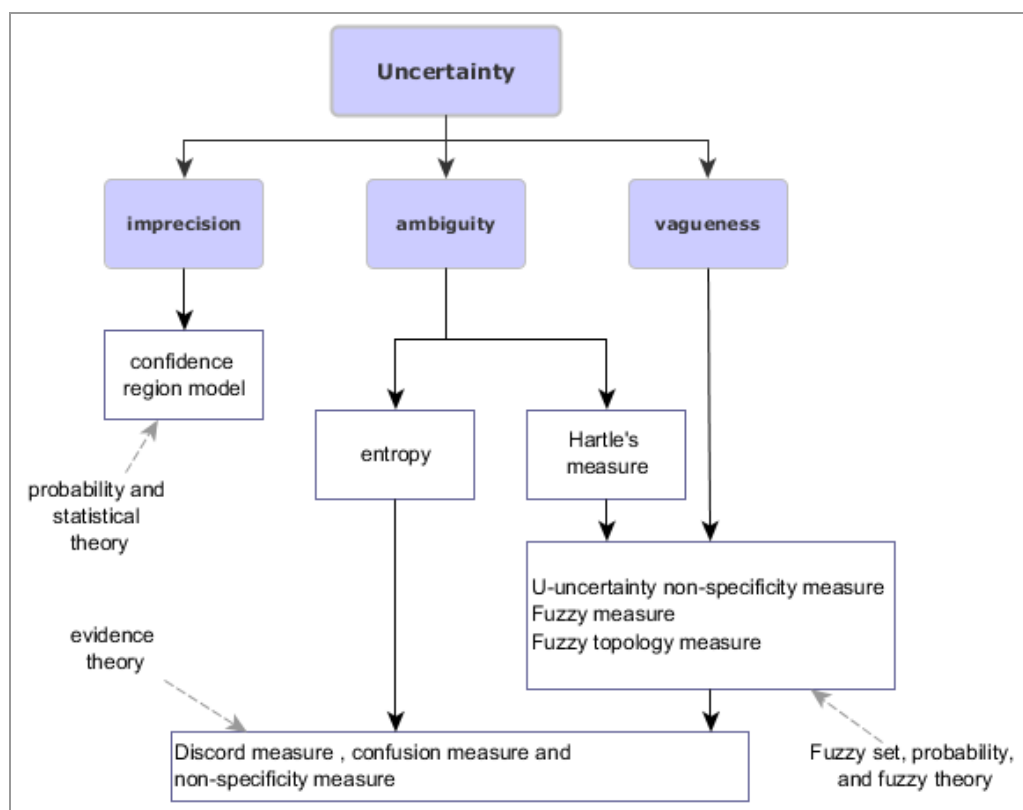 Uncertainty
imprecision
ambiguity
vagueness
confidence
region model
entropy
Hartle's
measure
probability and
statistical
theory
U-uncertainty non-specificity measure
Fuzzy measure
Fuzzy topology measure
evidence
theory
Discord measure , confusion measure and
non-specificity measure
Fuzzy set, probability,
and fuzzy theory